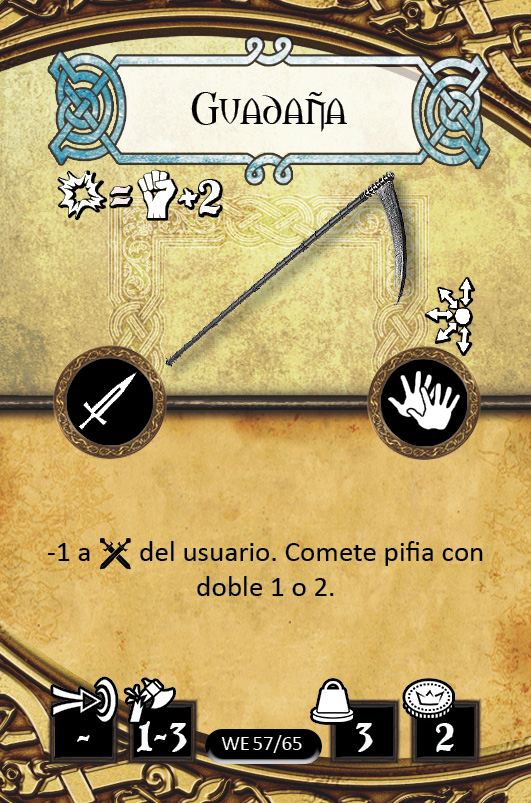 Guadaña
= +2
-1 a del usuario. Comete pifia con
doble 1 o 2.
- 1-3 WE 57/65 3 2